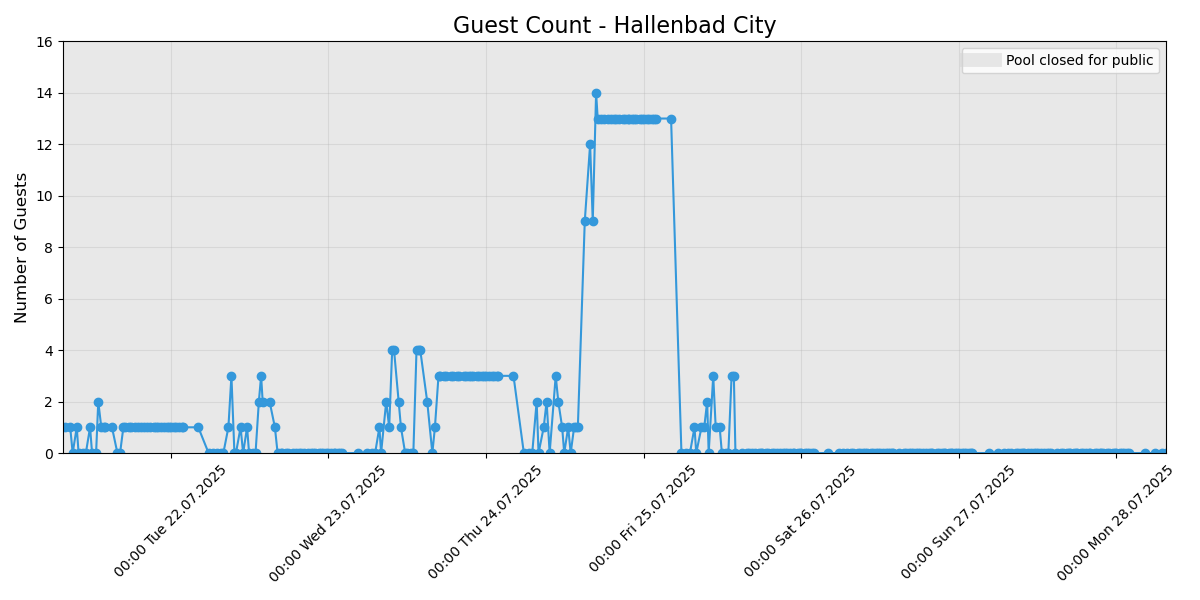 Guest Count - Hallenbad City
Pool closed for public
Number of Guests
16
14
12
10
8
6
4
2
0
00:00 Tue 22.07.2025
00:00 Wed 23.07.2025
00:00 Thu 24.07.2025
00:00 Fri 25.07.2025
00:00 Sat 26.07.2025
00:00 Sun 27.07.2025
00:00 Mon 28.07.2025